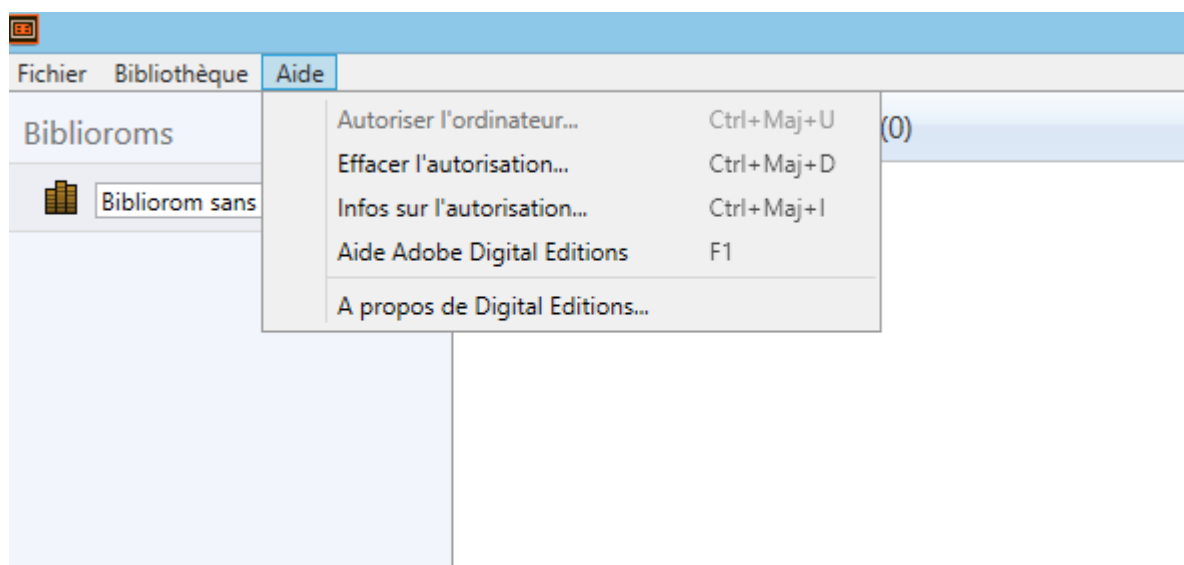 Fichier Bibliothèque Aide
Autoriser l'ordinateur... Ctrl+Maj+U
Effacer l'autorisation... Ctrl+Maj+D
Infos sur l'autorisation... Ctrl+Maj+I
Aide Adobe Digital Editions F1
A propos de Digital Editions...
Biblioroms
Bibliorom sans
(0)